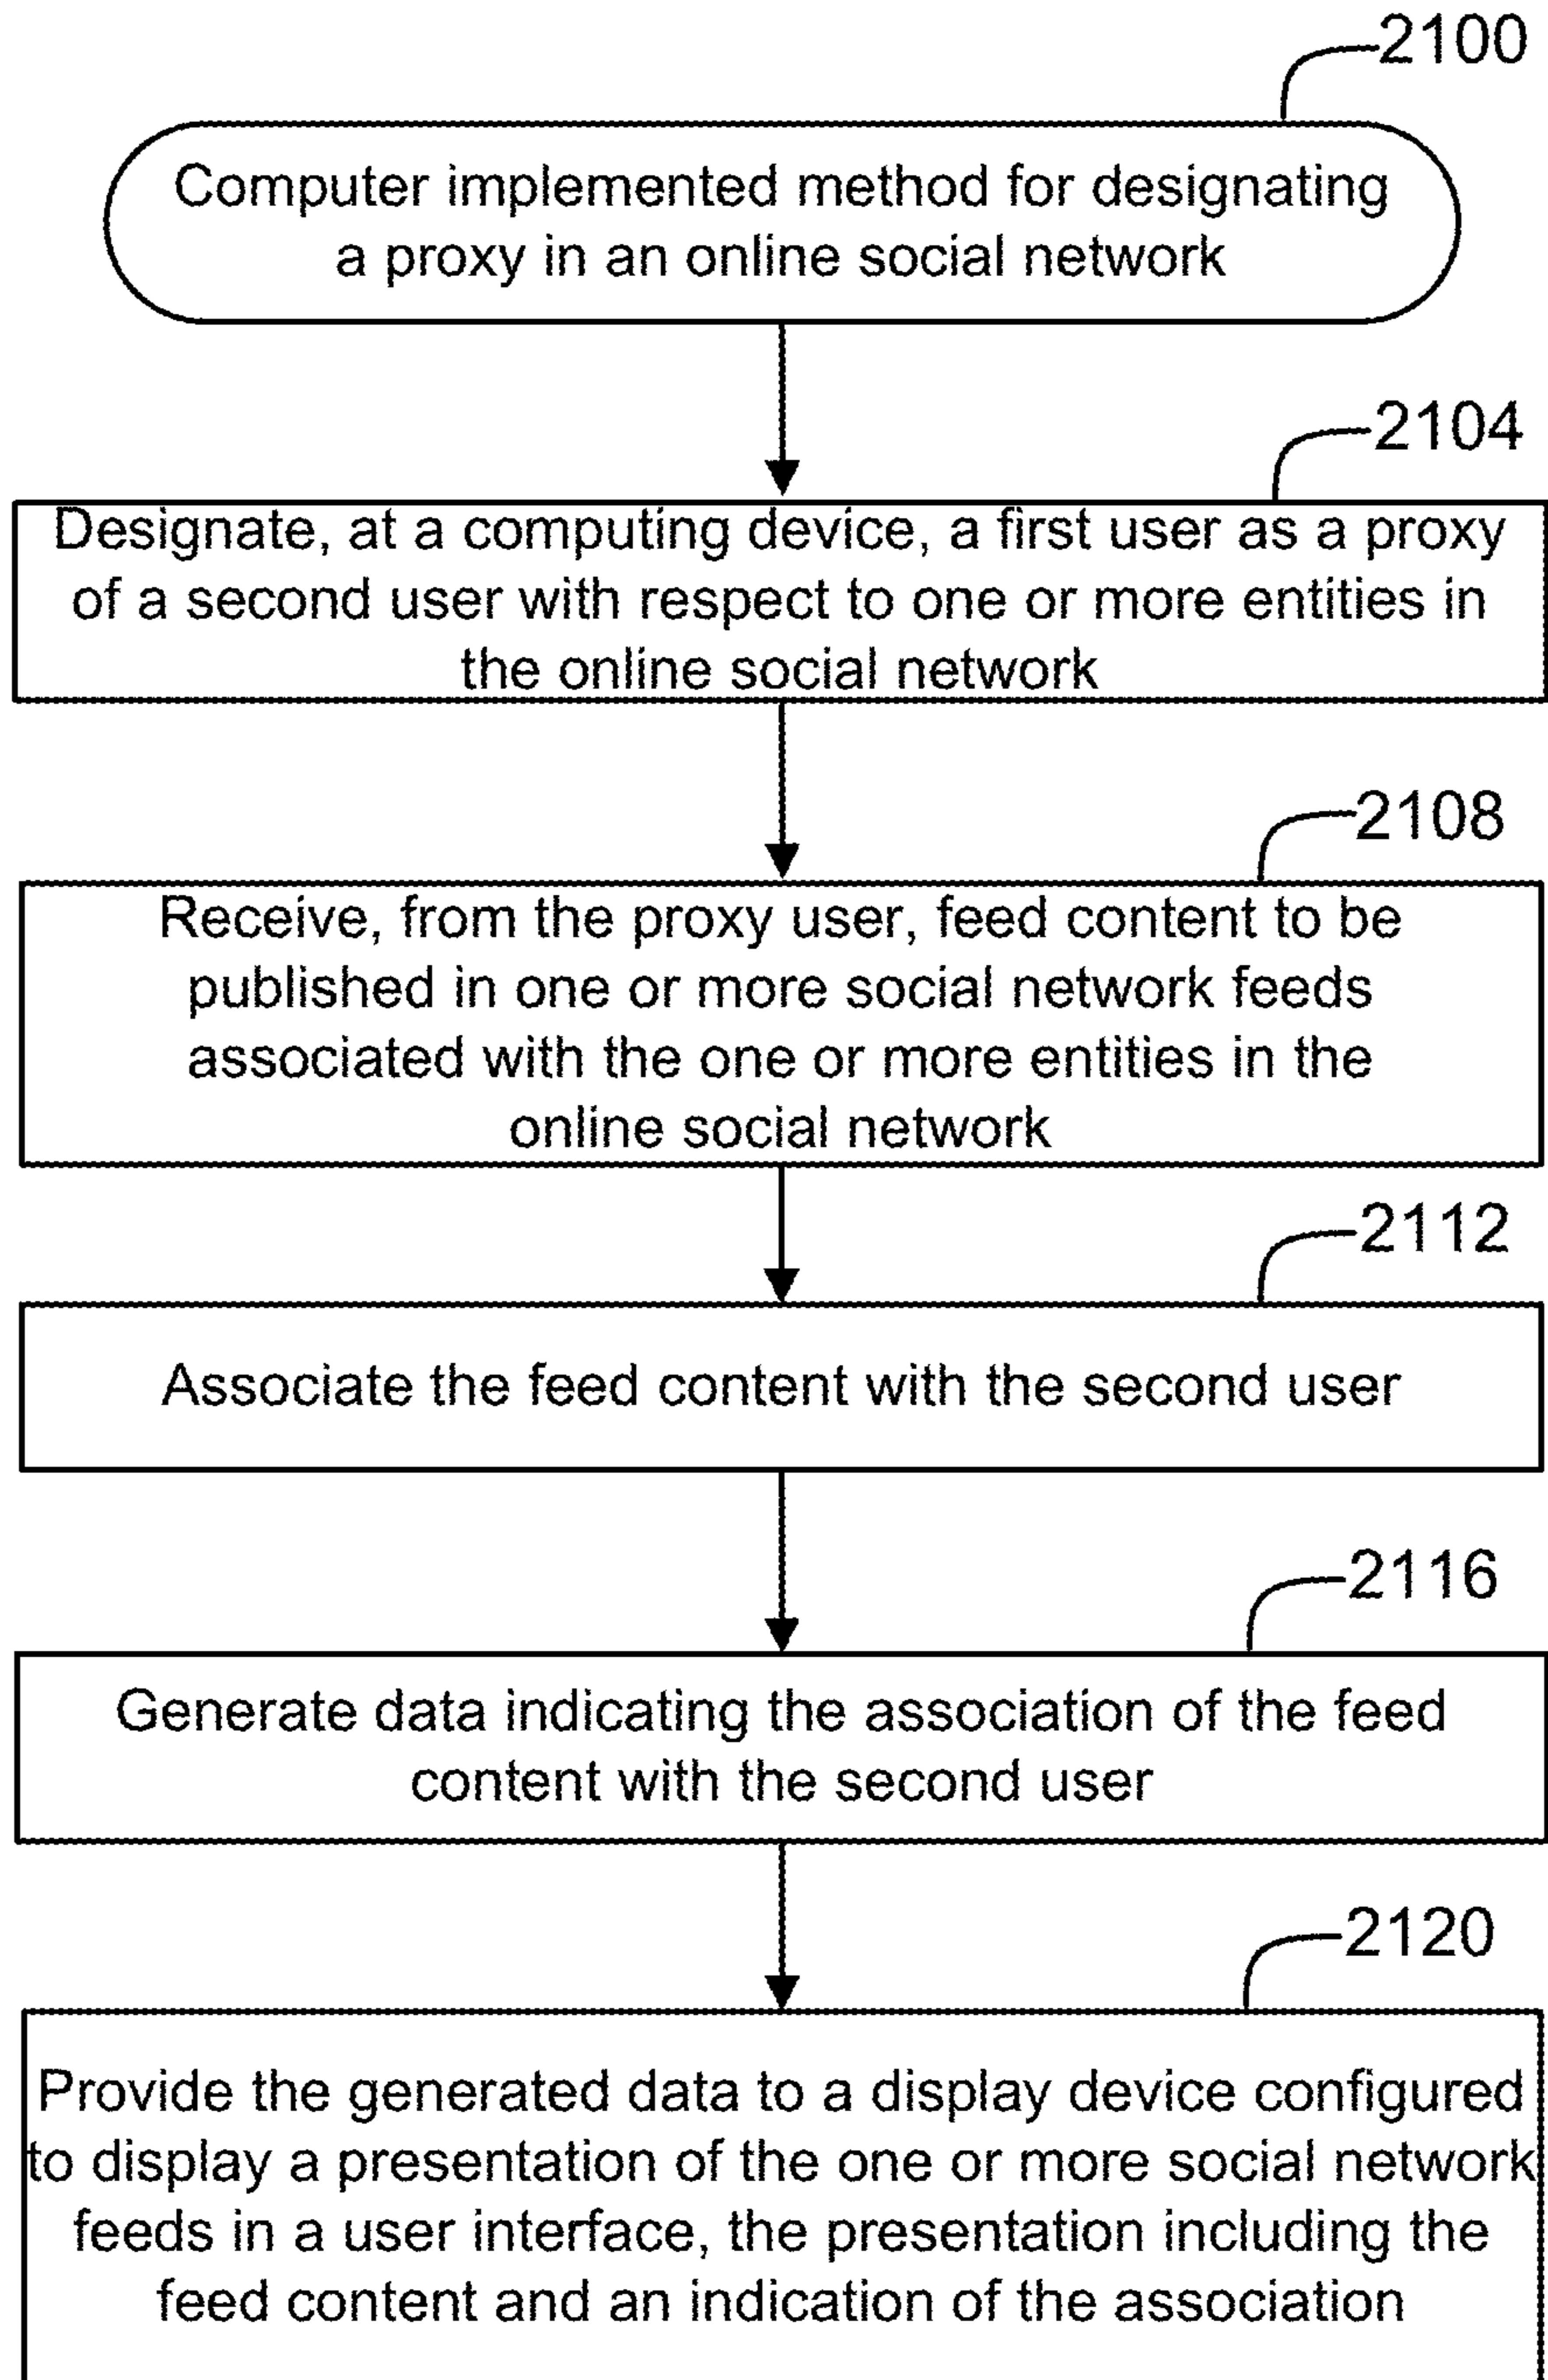 2100
Computer implemented method for designating
a proxy in an online social network
2104
Designate, at a computing device, a first user as a proxy
of a second user with respect to one or more entities in
the online social network
2108
Receive, from the proxy user, feed content to be
published in one or more social network feeds
associated with the one or more entities in the
online social network
2112
Associate the feed content with the second user
2116
Generate data indicating the association of the feed
content with the second user
2120
Provide the generated data to a display device configured
to display a presentation of the one or more social network
feeds in a user interface, the presentation including the
feed content and an indication of the association